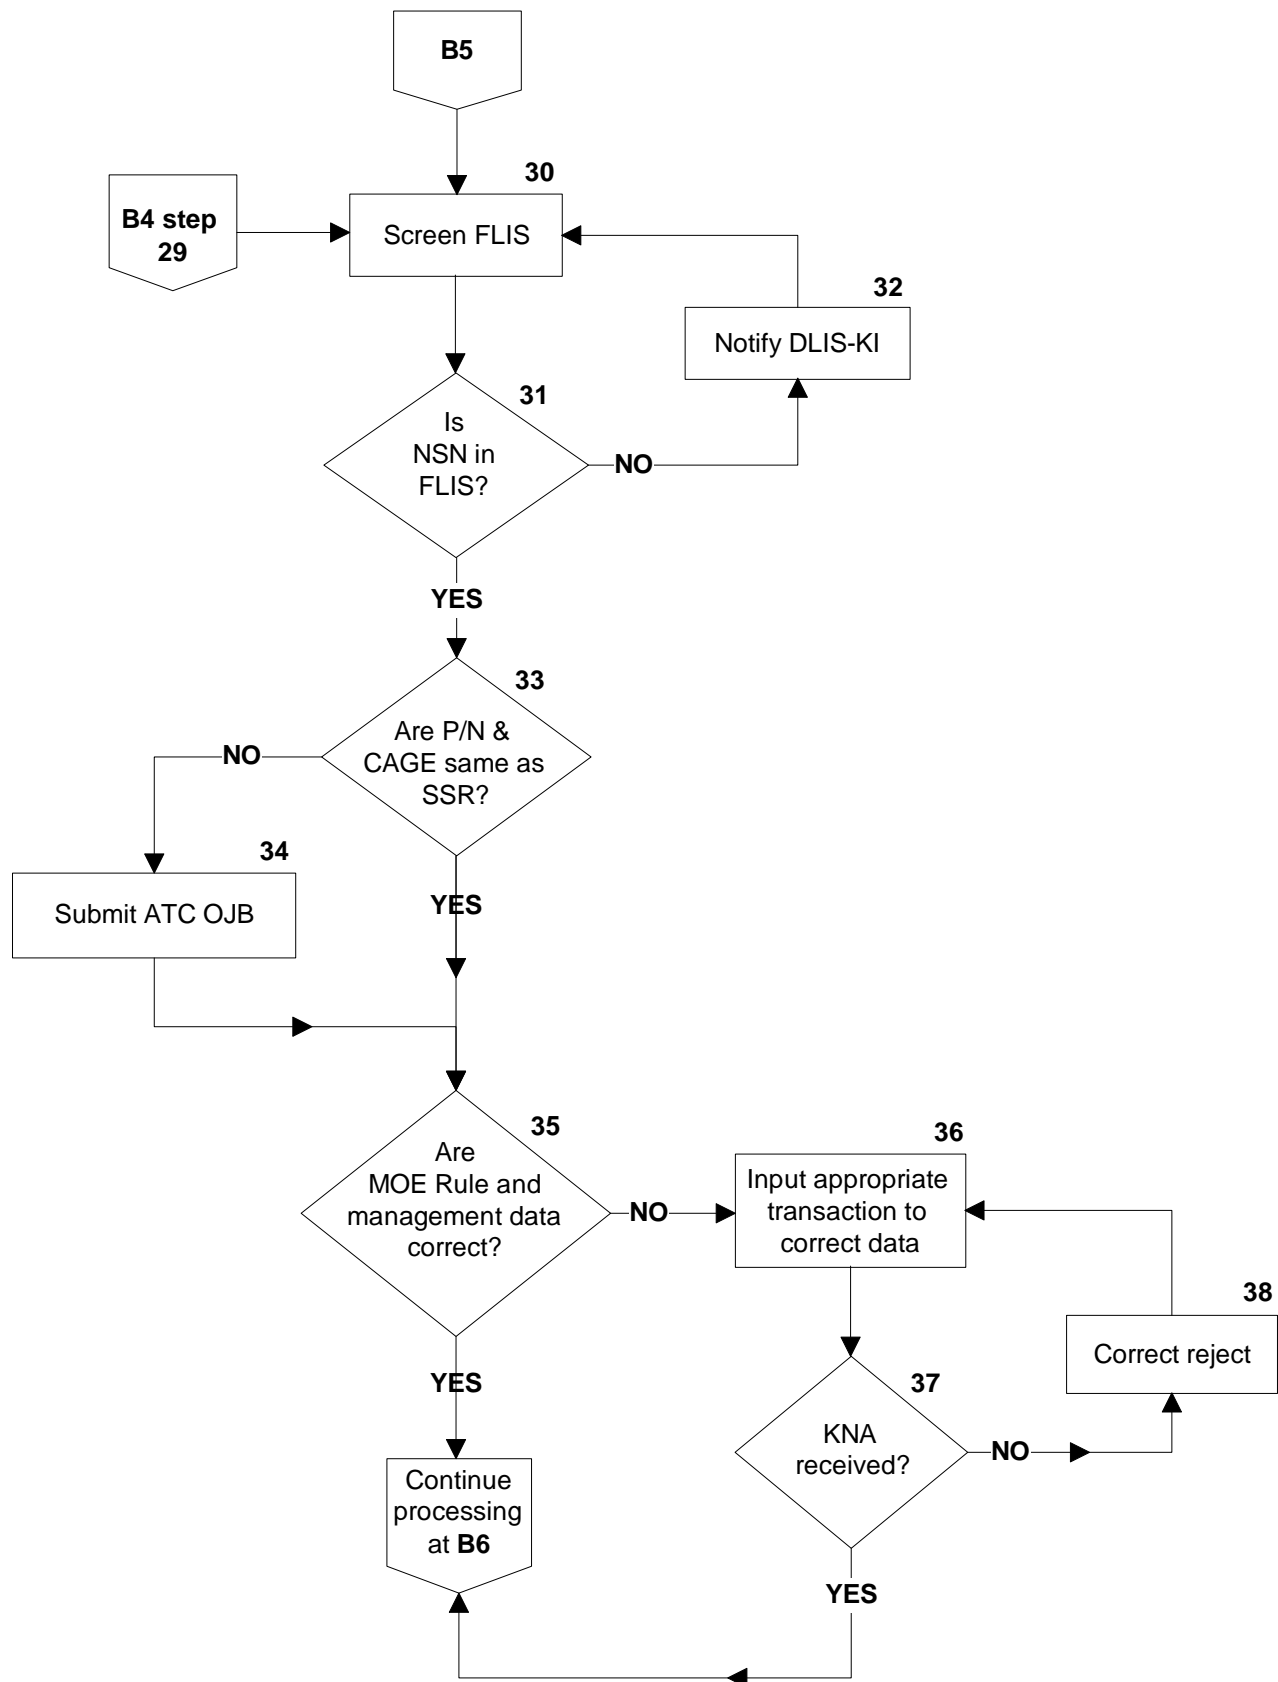 B5
30
B4 step
29
Screen FLIS
32
Notify DLIS-KI
31
Is
NSN in
FLIS?
NO
YES
33
Are P/N &
CAGE same as
SSR?
NO
34
Submit ATC OJB
YES
35
Are
MOE Rule and
management data
correct?
NO
36
Input appropriate
transaction to
correct data
38
Correct reject
YES
37
KNA
received?
NO
Continue
processing
at B6
YES